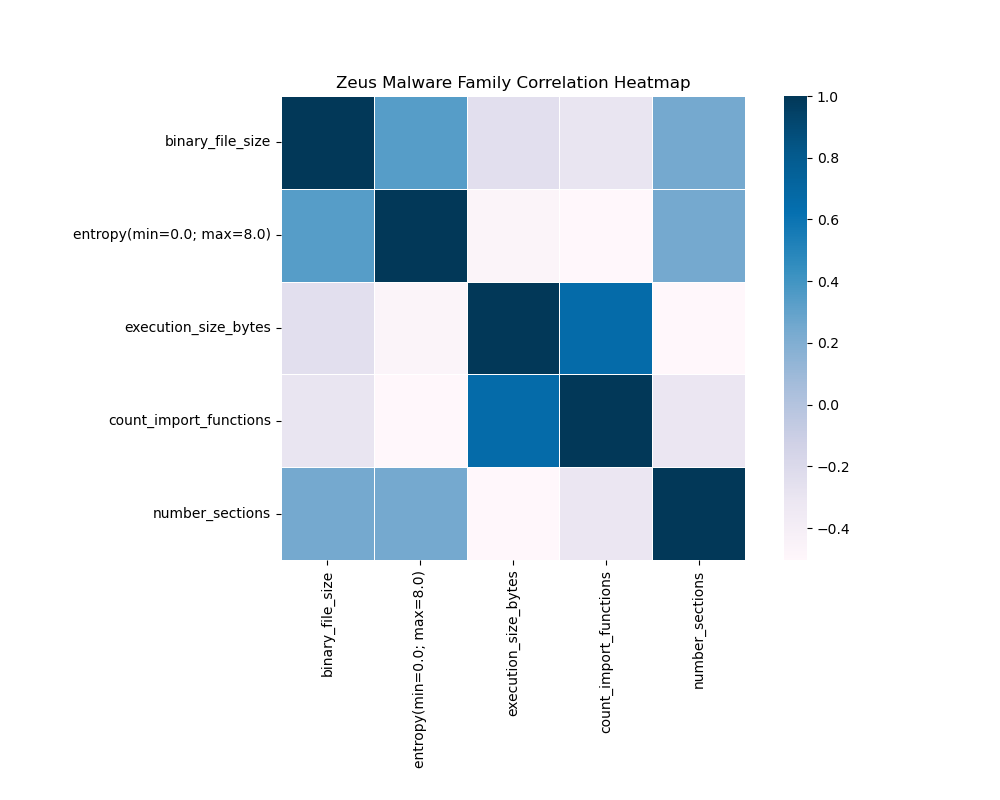 Zeus Malware Family Correlation Heatmap
binary_file_size
entropy(min=0.0; max=8.0)
execution_size_bytes
count_import_functions
number_sections
binary_file_size
entropy(min=0.0; max=8.0)
execution_size_bytes
count_import_functions
number_sections
1.0
0.8
0.6
0.4
0.2
0.0
−0.2
−0.4